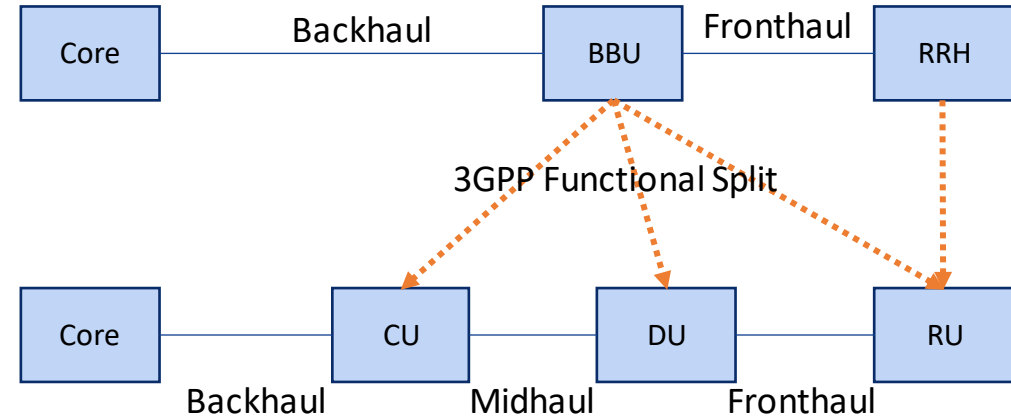 Core
Backhaul
BBU
Fronthaul
RRH
3GPP Functional Split
Core
CU
DU
RU
Backhaul
Midhaul
Fronthaul